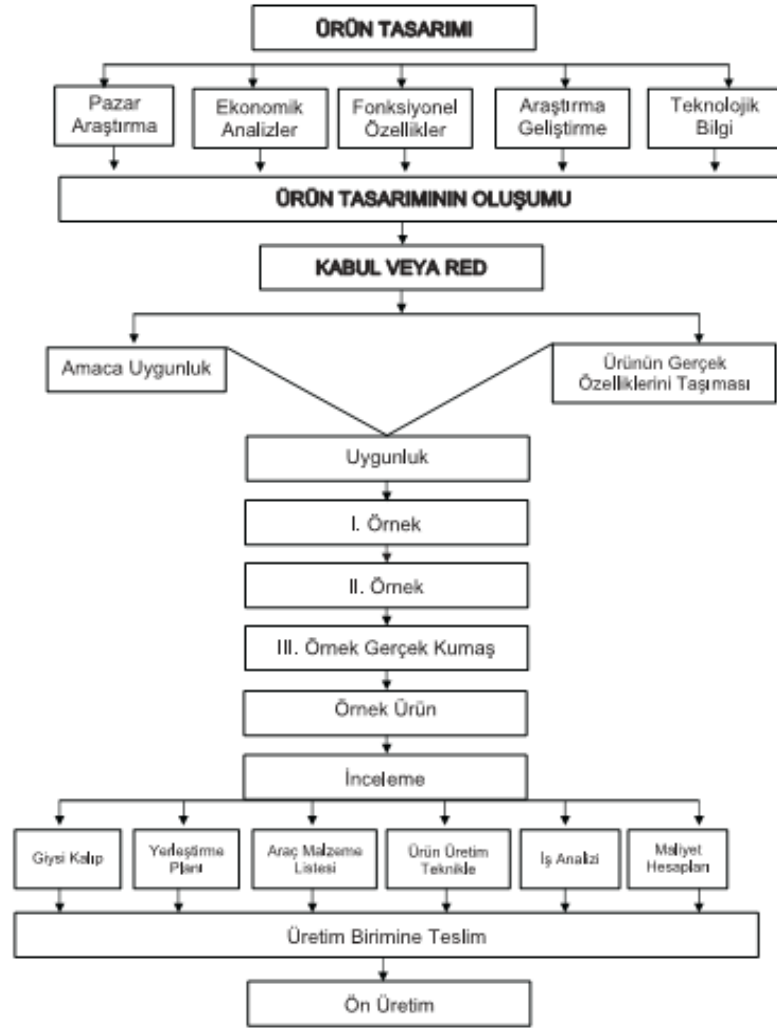 ÜRÜN TASARIMI
Pazar
Araştırma
Ekonomik
Analizler
Fonksiyonel
Özellikler
Araştırma
Geliştirme
Teknolojik
Bilgi
ÜRÜN TASARIMININ OLUŞUMU
KABUL VEYA RED
Amaca Uygunluk
Ürünün Gerçek
Özelliklerini Taşıması
Uygunluk
I. Örnek
II. Örnek
III. Örnek Gerçek Kumaş
Örnek Ürün
İnceleme
Giysi Kalıp
Yerleştirme
Planı
Araç Malzeme
Listesi
Ürün Üretim
Teknikle
İş Analizi
Maliyet
Hesapları
Üretim Birimine Teslim
Ön Üretim